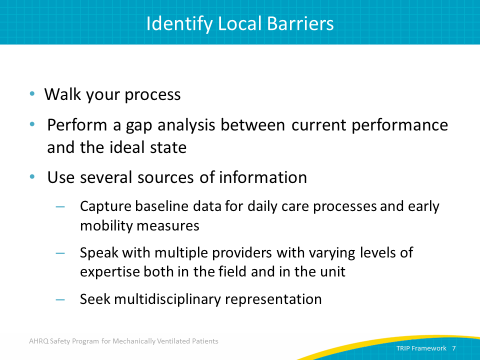 Identify Local Barriers
• Walk your process
• Perform a gap analysis between current performance
and the ideal state
• Use several sources of information
– Capture baseline data for daily care processes and early
mobility measures
– Speak with multiple providers with varying levels of
expertise both in the field and in the unit
– Seek multidisciplinary representation
AHRQ Safety Program for Mechanically Ventilated Patients
TRIP Framework 7